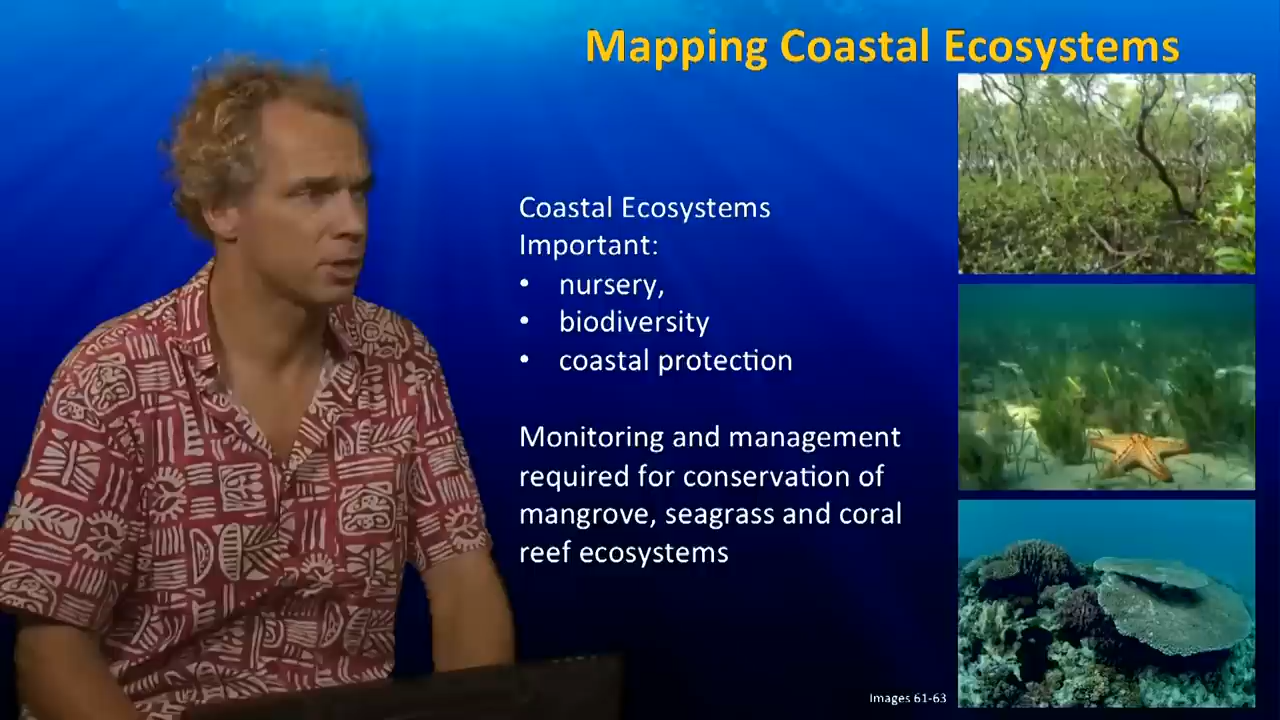 Mapping Coastal Ecosystems
Coastal Ecosystems
Important:
• nursery,
• biodiversity
• coastal protection
Monitoring and management
required for conservation of
mangrove, seagrass and coral
reef ecosystems
Images 61-63